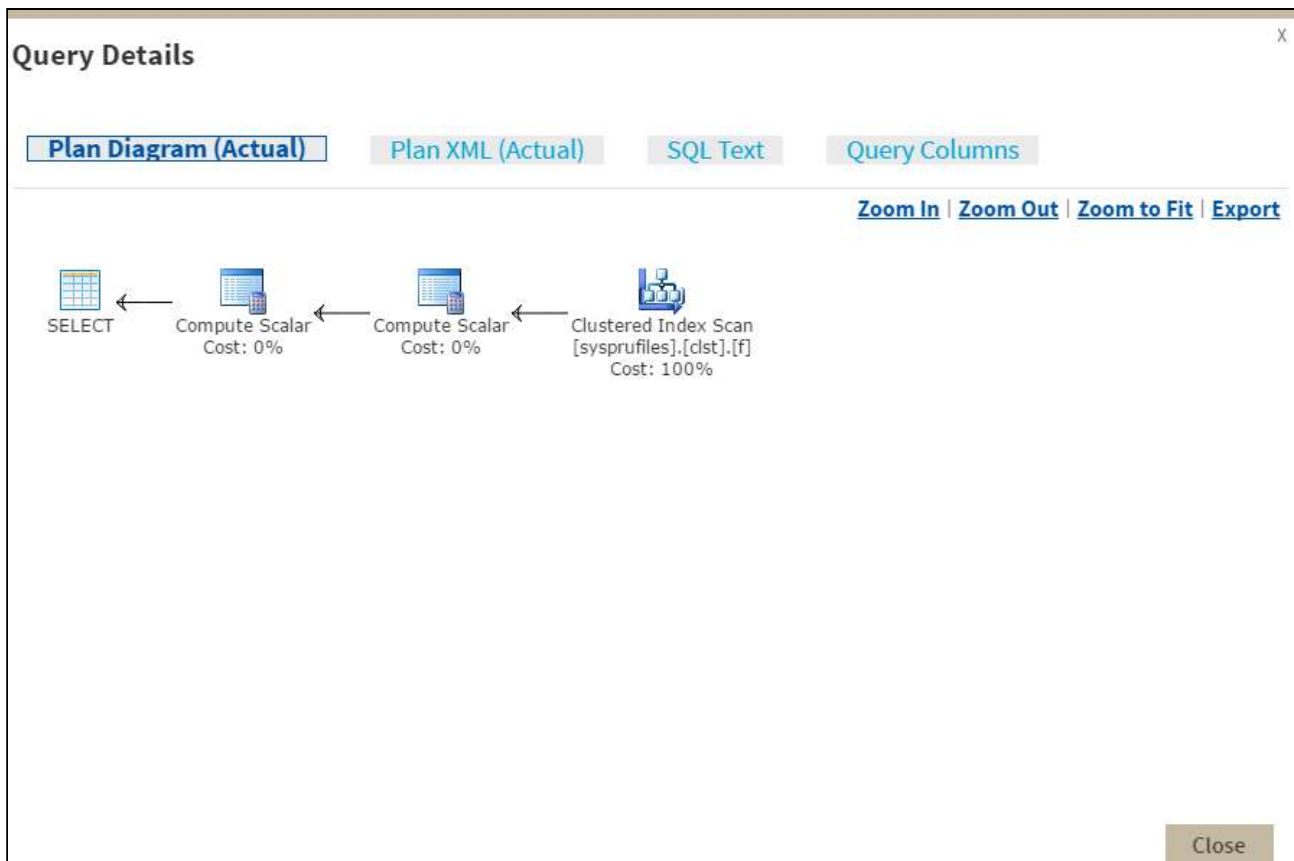 X
Query Details
Plan Diagram (Actual)
Plan XML (Actual)
SQL Text
Query Columns
Zoom In | Zoom Out | Zoom to Fit | Export
SELECT
Compute Scalar
Cost: 0%
Compute Scalar
Cost: 0%
Clustered Index Scan
[sysprufiles].[clst].[f]
Cost: 100%
Close